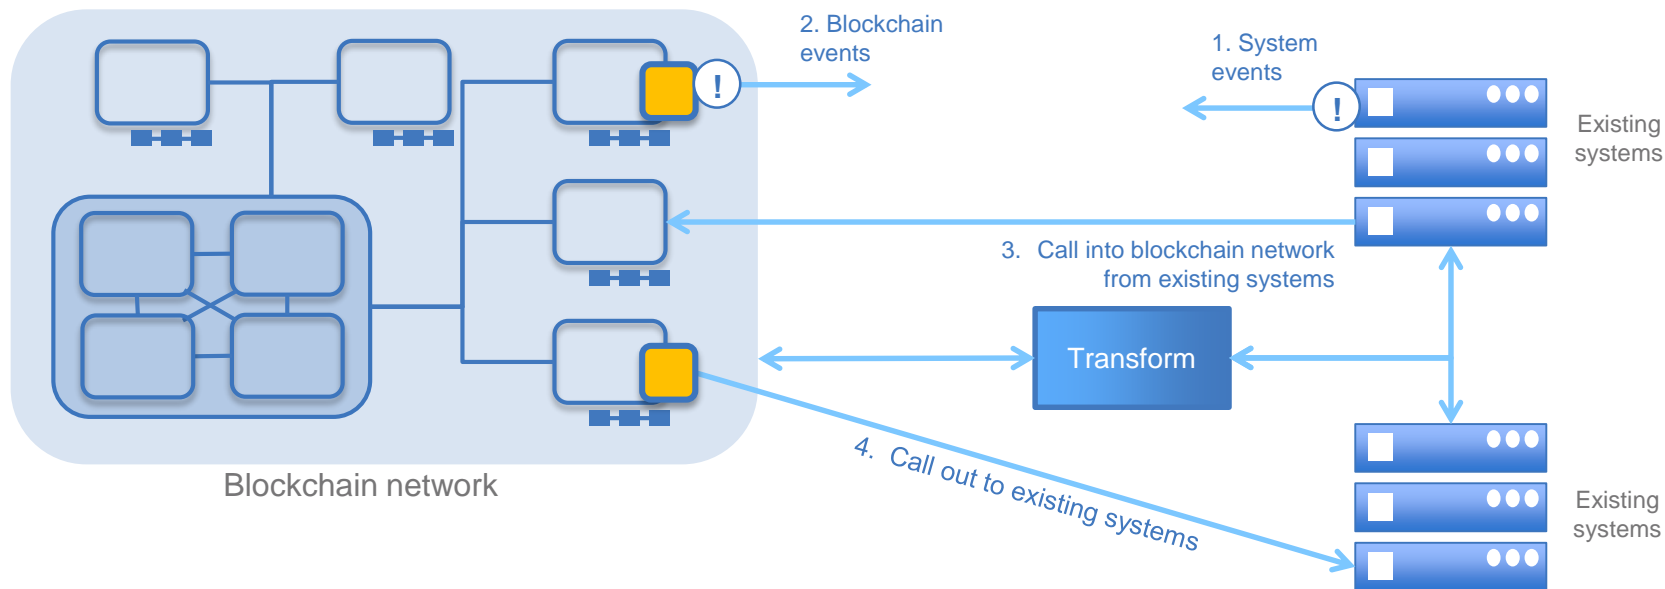 2. Blockchain
events
!
1. System
events
!
Existing
systems
3. Call into blockchain network
from existing systems
Transform
4. Call out to existing systems
Blockchain network
Existing
systems